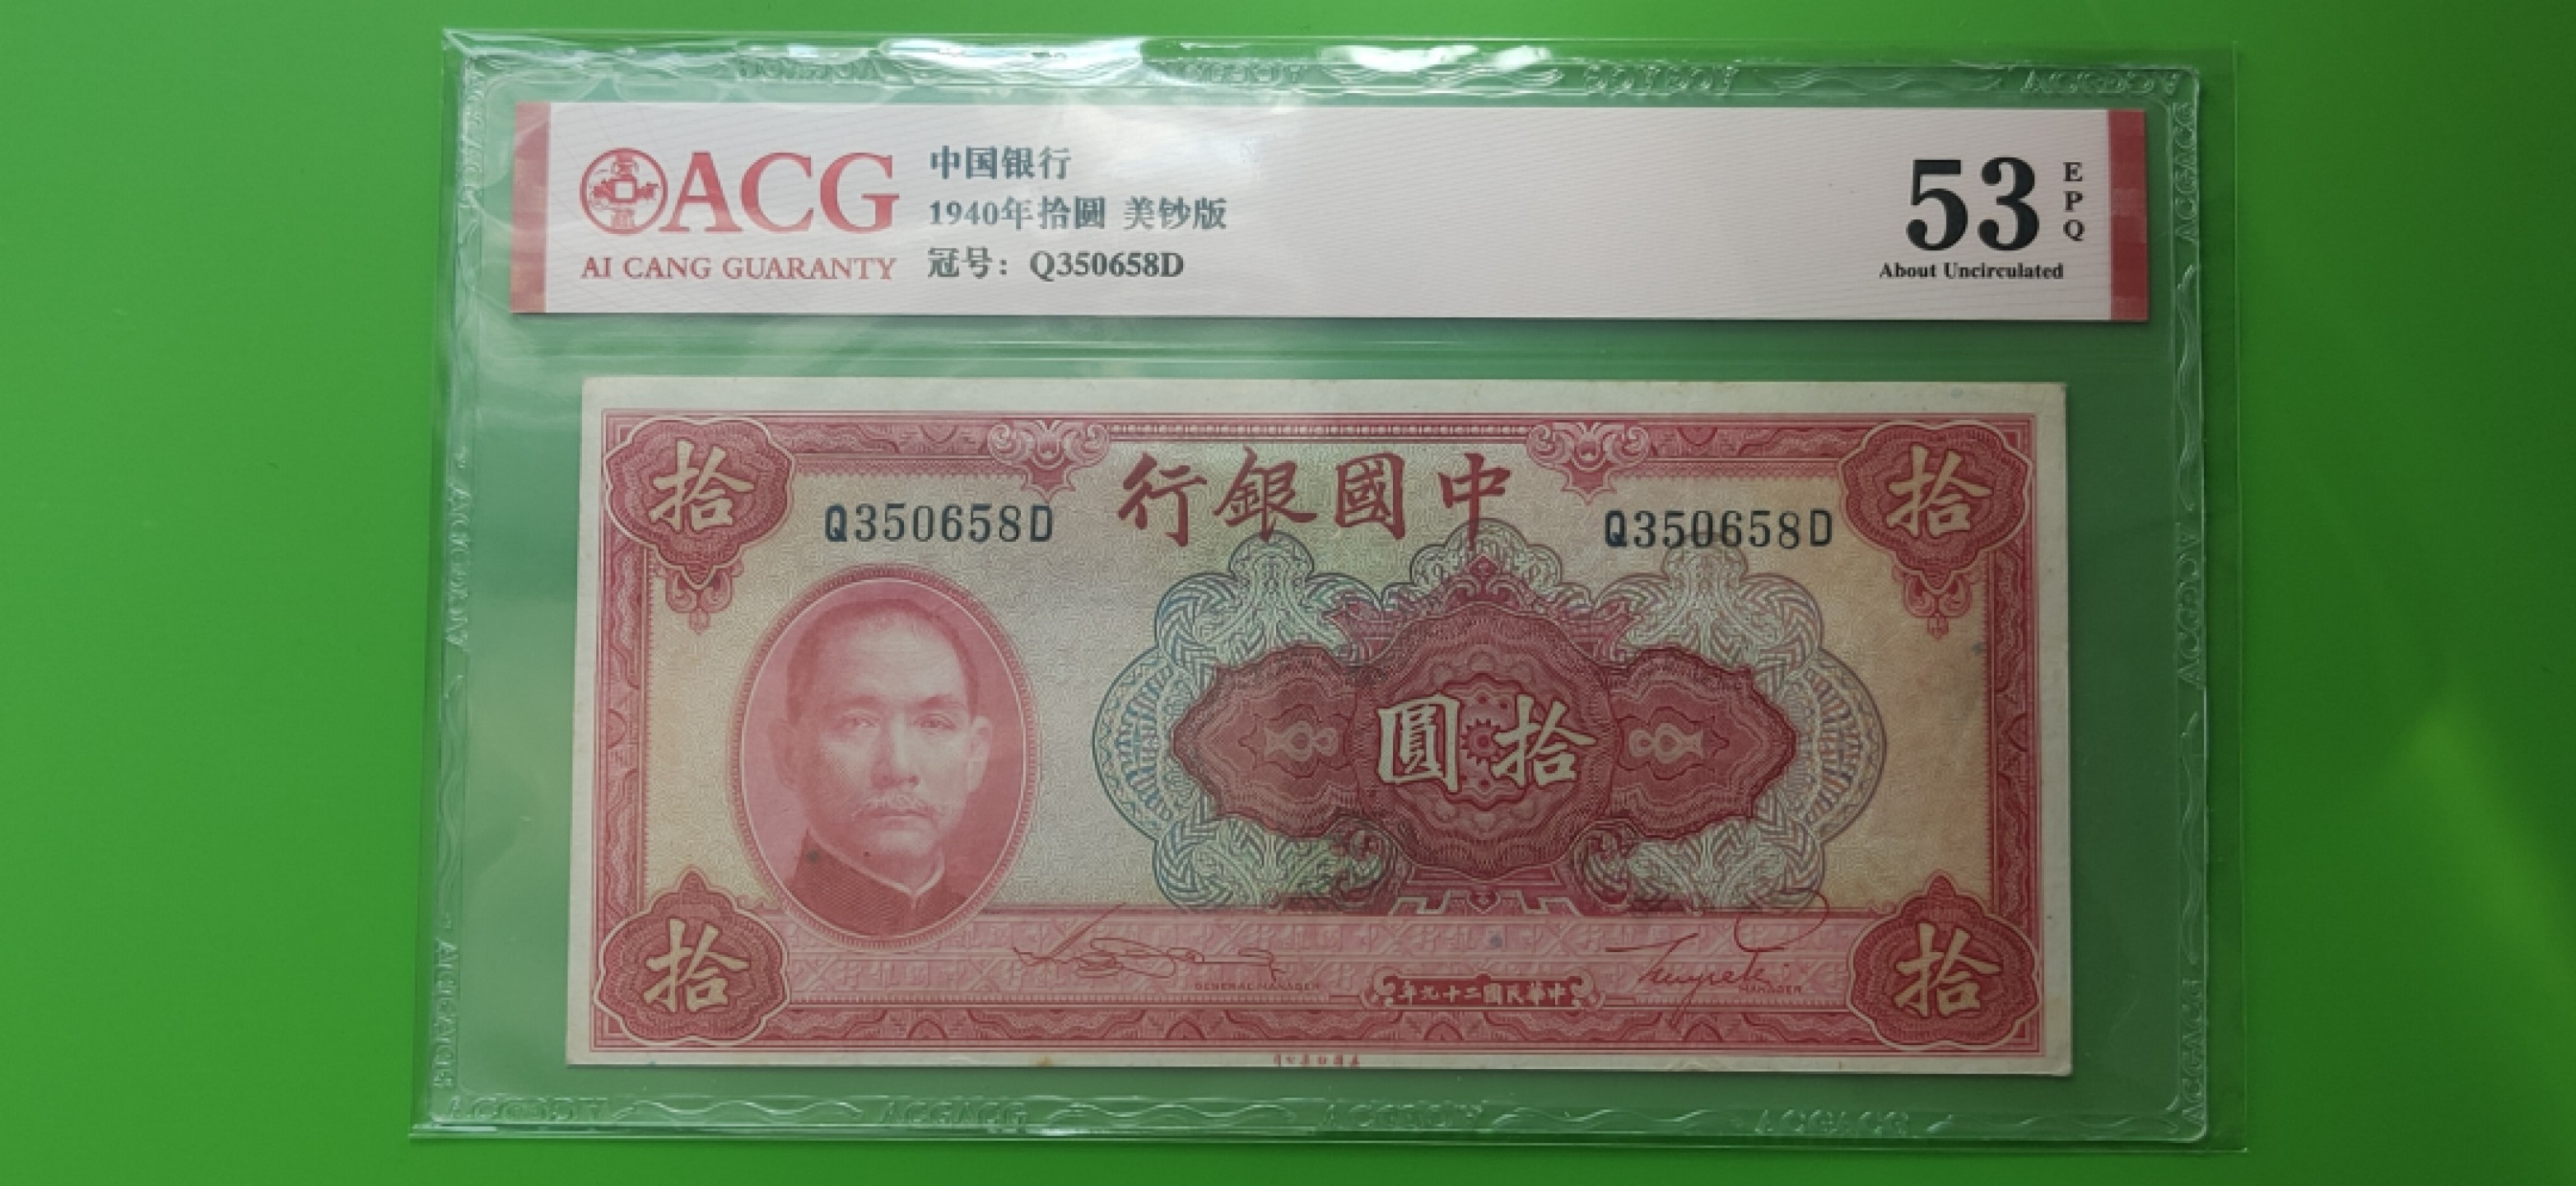 ACG
AI CANG GUARANTY
中国银行
1940年拾圆 美钞版
冠号：Q350658D
53
EPQ
About Uncirculated
拾
行銀國中
拾
Q350658D
Q350658D
圓拾
GENERAL MANAGER
MANAGER
年九十二國民華中
拾
拾